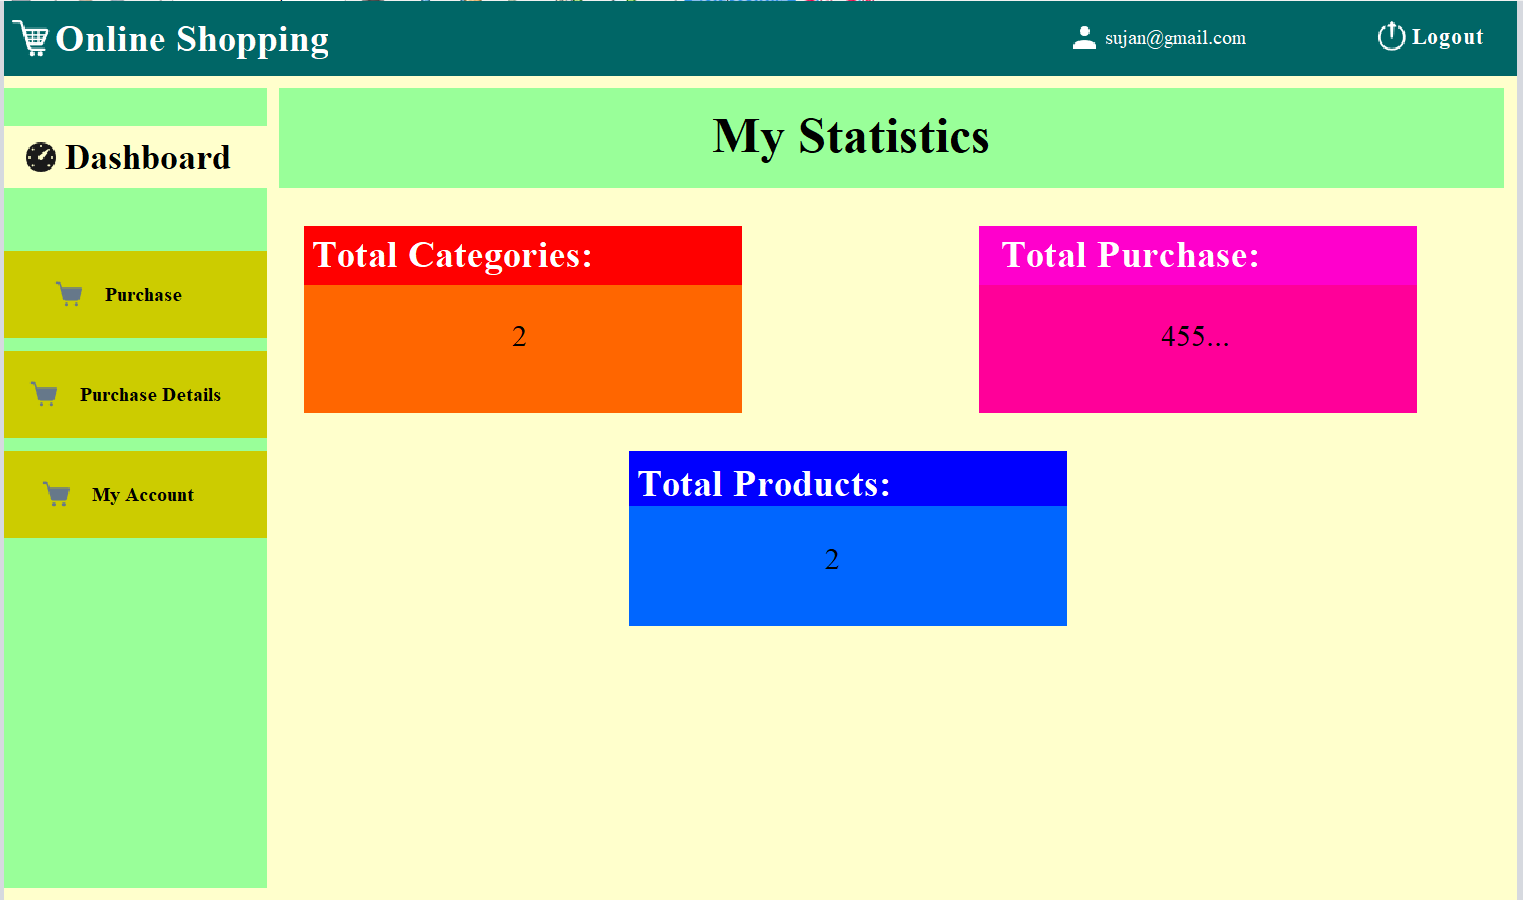 Online Shopping
sujan@gmail.com
Logout
My Statistics
Dashboard
Total Categories:
2
Total Purchase:
455...
Purchase
Purchase Details
My Account
Total Products:
2